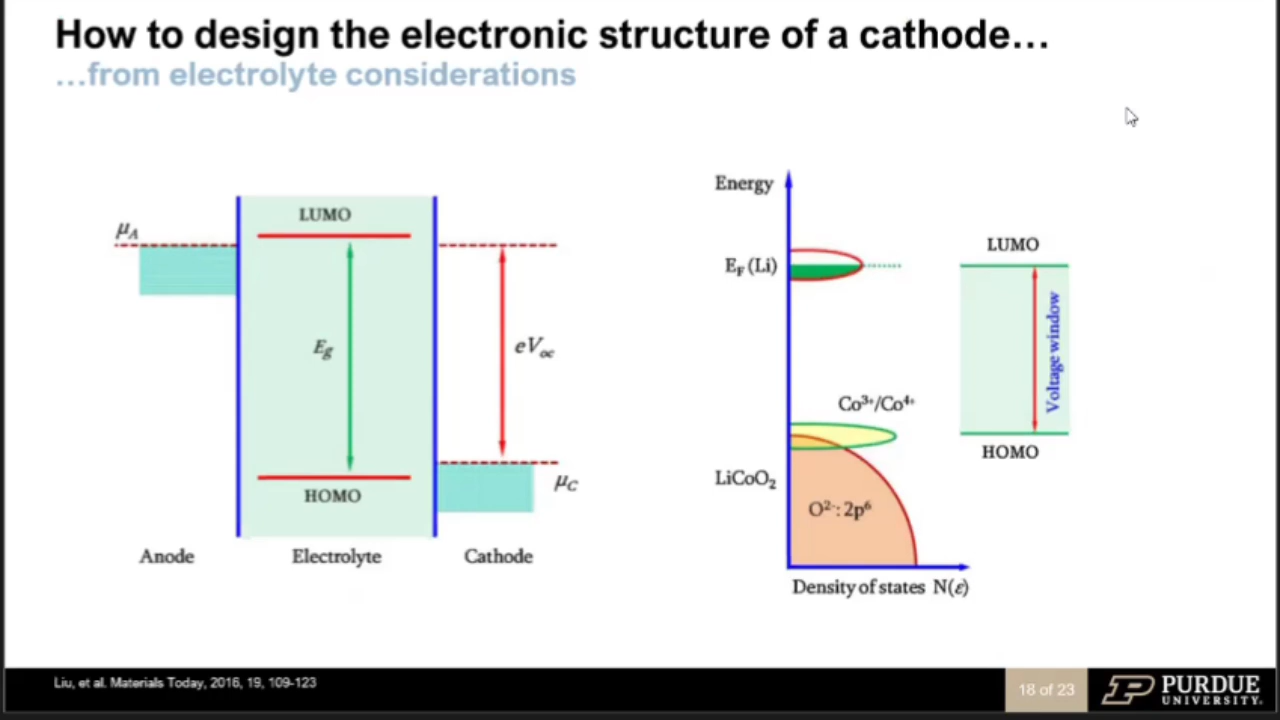 How to design the electronic structure of a cathode…
…from electrolyte considerations
μA
LUMO
Eg
HOMO
eVoc
μC
Anode
Electrolyte
Cathode
Energy
EF (Li)
Co³⁺/Co⁴⁺
LiCoO₂
O²⁻: 2p⁶
Density of states N(ε)
LUMO
Voltage window
HOMO
Liu, et al. Materials Today, 2016, 19, 109-123
18 of 23
PURDUE
UNIVERSITY.